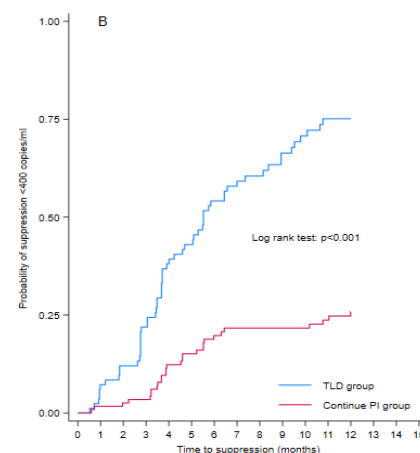 B
1.00
0.75
0.50
0.25
0.00
Probability of suppression <400 copies/ml
Log rank test: p<0.001
TLD group
Continue PI group
0 1 2 3 4 5 6 7 8 9 10 11 12 13 14 15
Time to suppression (months)